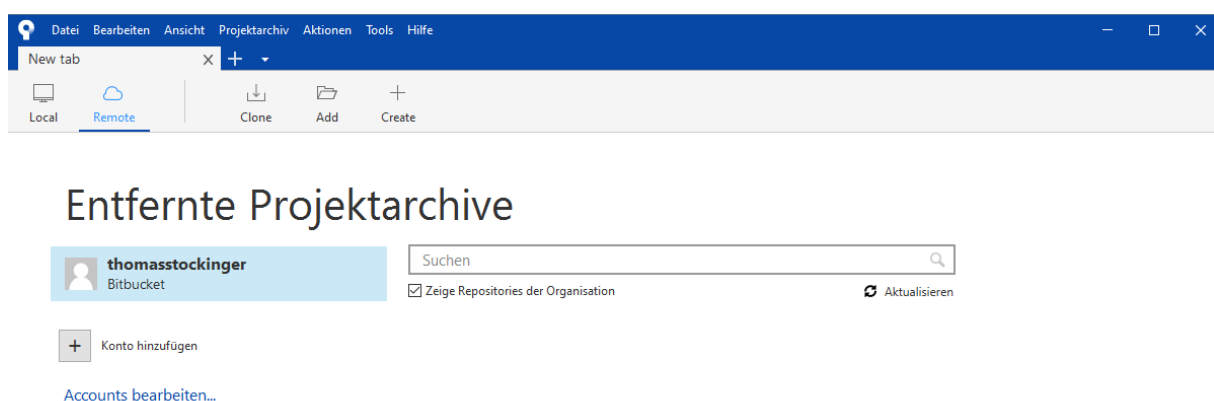 Datei Bearbeiten Ansicht Projektarchiv Aktionen Tools Hilfe
New tab
Local Remote Clone Add Create
Entfernte Projektarchive
thomasstockinger
Bitbucket
Suchen
Zeige Repositories der Organisation
Aktualisieren
Konto hinzufügen
Accounts bearbeiten...